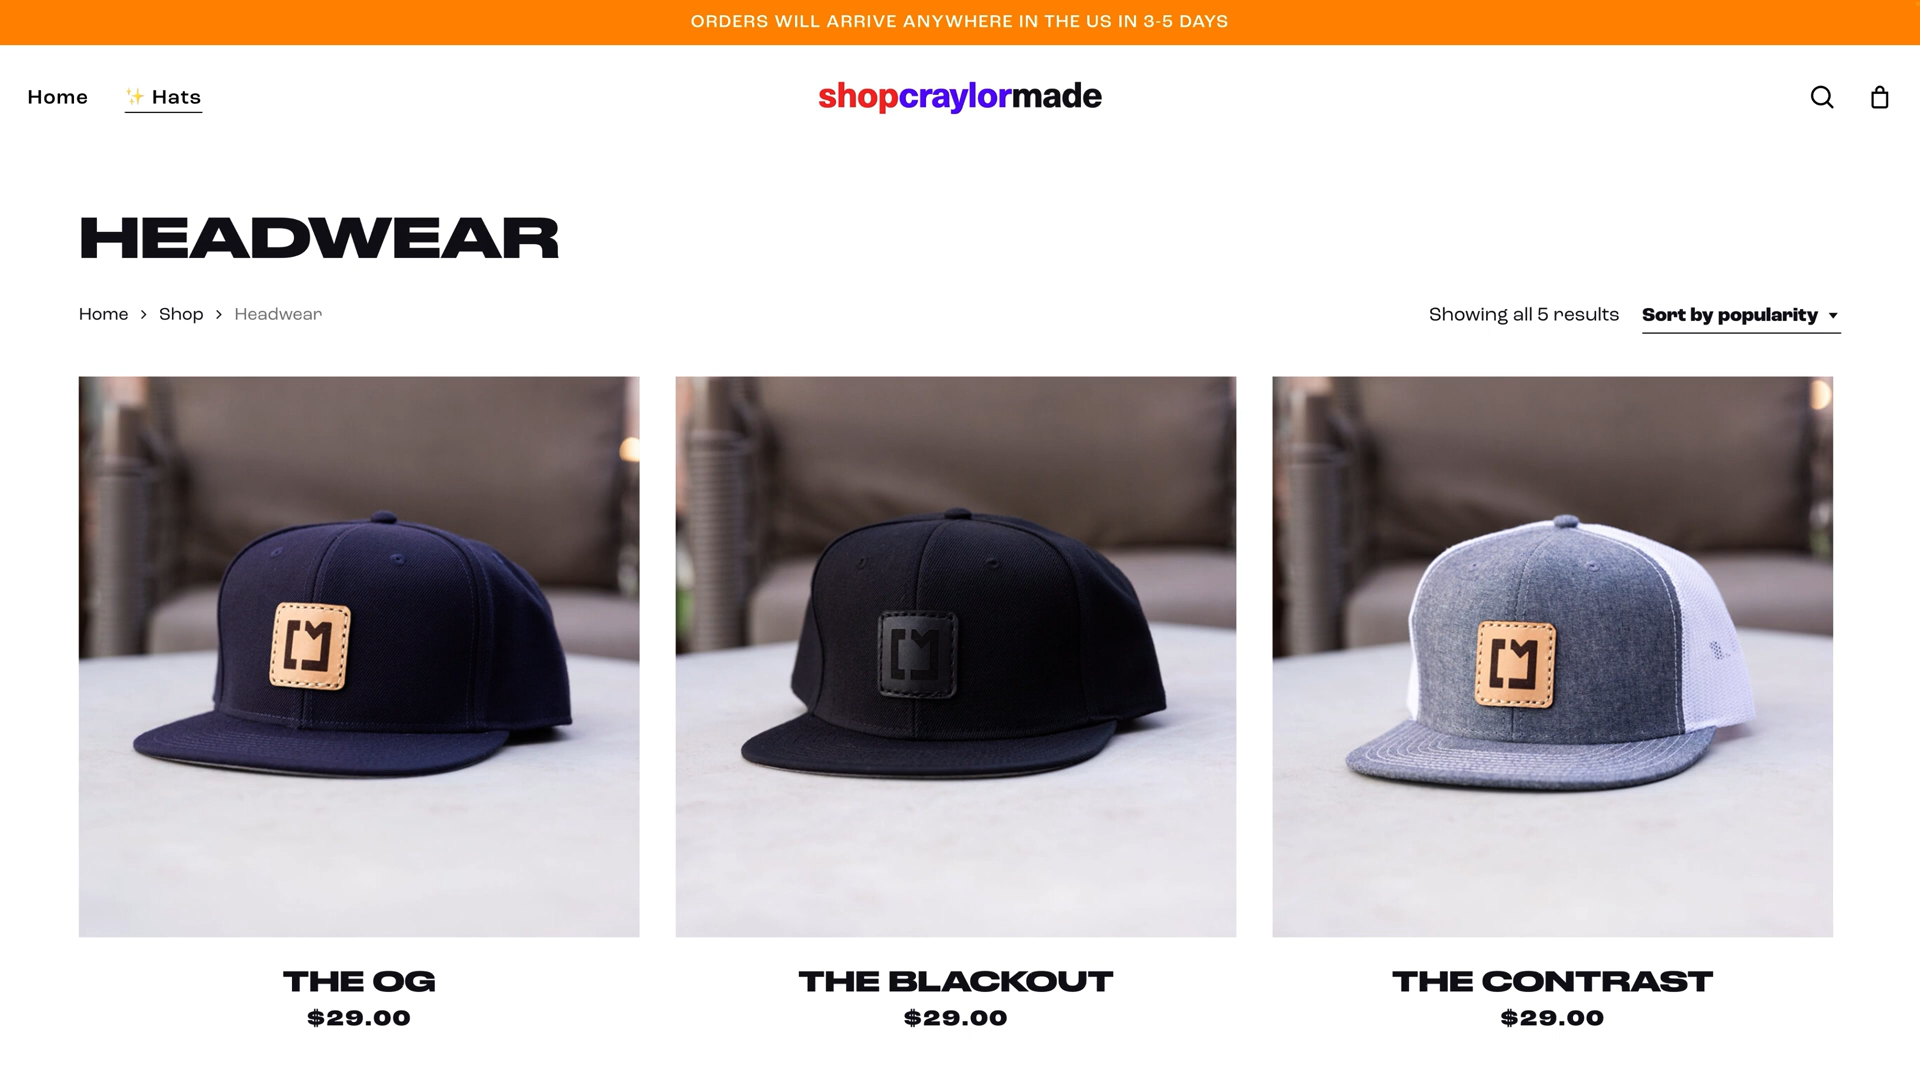 ORDERS WILL ARRIVE ANYWHERE IN THE US IN 3-5 DAYS
Home ✨ Hats
shopcraylormade
HEADWEAR
Home > Shop > Headwear
Showing all 5 results Sort by popularity
THE OG
$29.00
THE BLACKOUT
$29.00
THE CONTRAST
$29.00